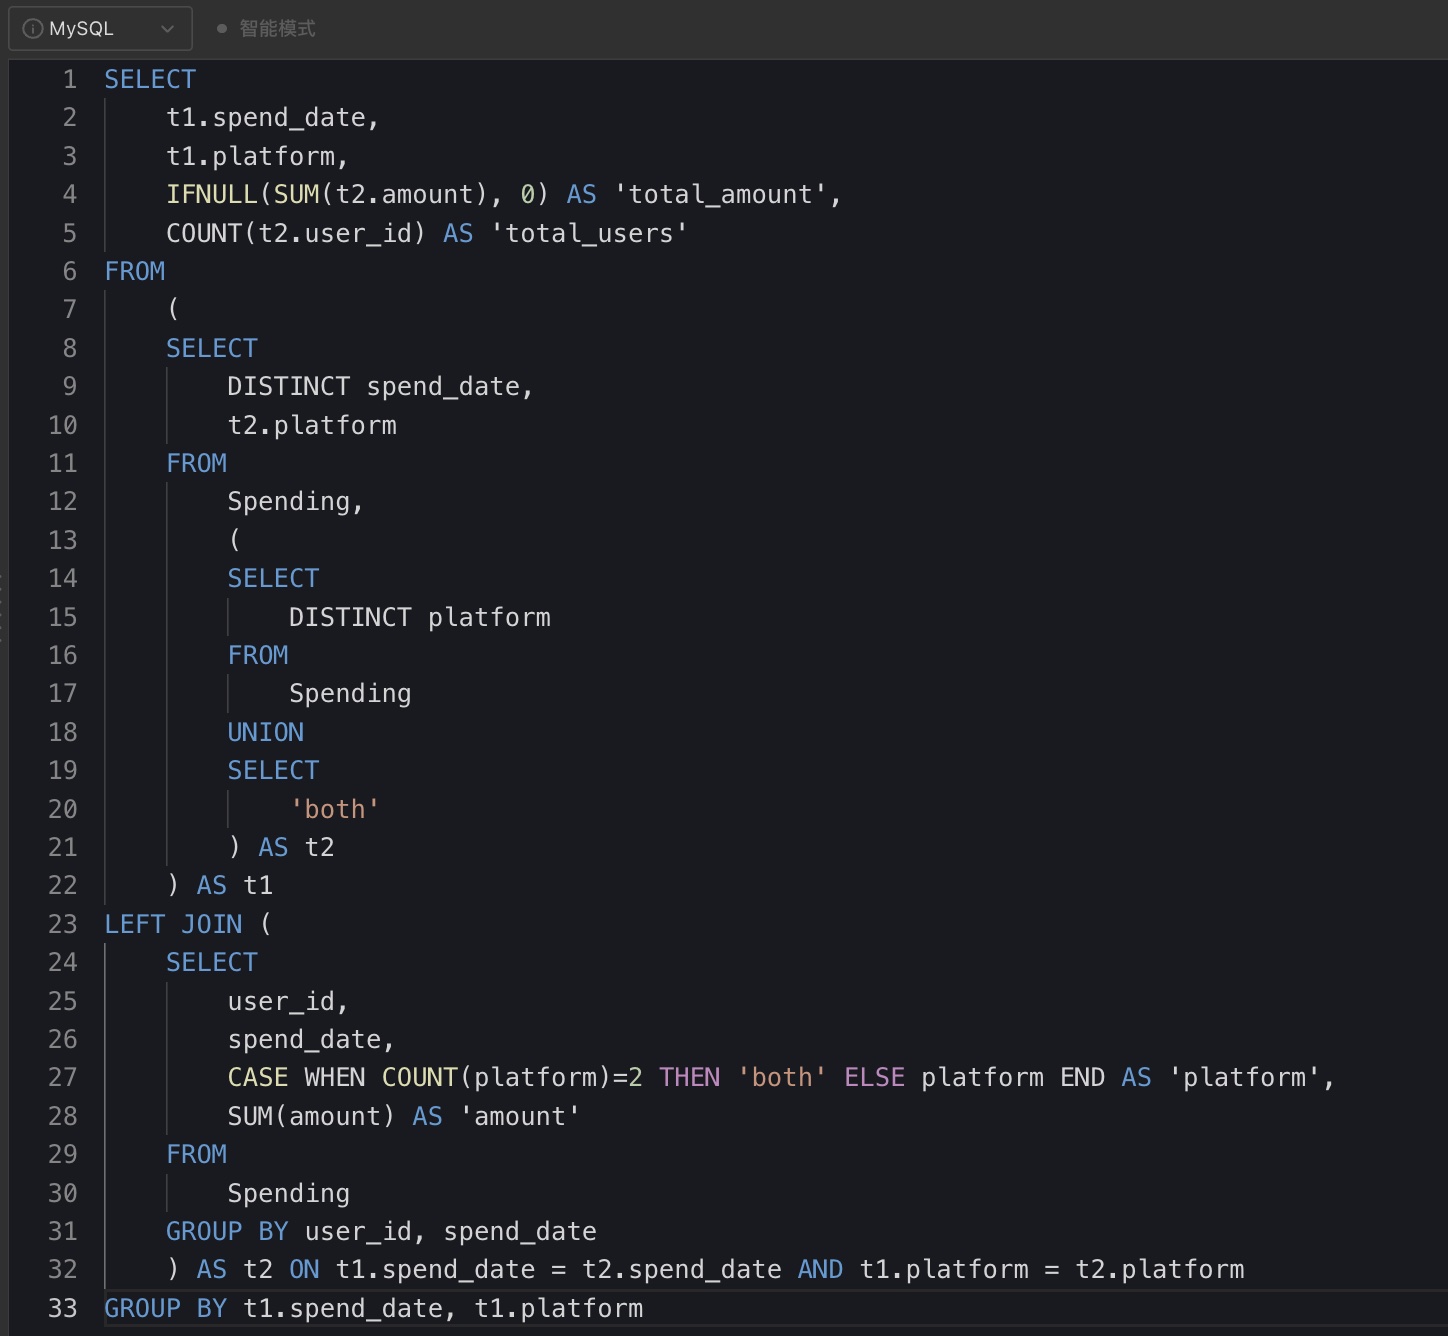 MySQL 智能模式
1 SELECT
2 t1.spend_date,
3 t1.platform,
4 IFNULL(SUM(t2.amount), 0) AS 'total_amount',
5 COUNT(t2.user_id) AS 'total_users'
6 FROM
7 (
8 SELECT
9 DISTINCT spend_date,
10 t2.platform
11 FROM
12 Spending,
13 (
14 SELECT
15 DISTINCT platform
16 FROM
17 Spending
18 UNION
19 SELECT
20 'both'
21 ) AS t2
22 ) AS t1
23 LEFT JOIN (
24 SELECT
25 user_id,
26 spend_date,
27 CASE WHEN COUNT(platform)=2 THEN 'both' ELSE platform END AS 'platform',
28 SUM(amount) AS 'amount'
29 FROM
30 Spending
31 GROUP BY user_id, spend_date
32 ) AS t2 ON t1.spend_date = t2.spend_date AND t1.platform = t2.platform
33 GROUP BY t1.spend_date, t1.platform